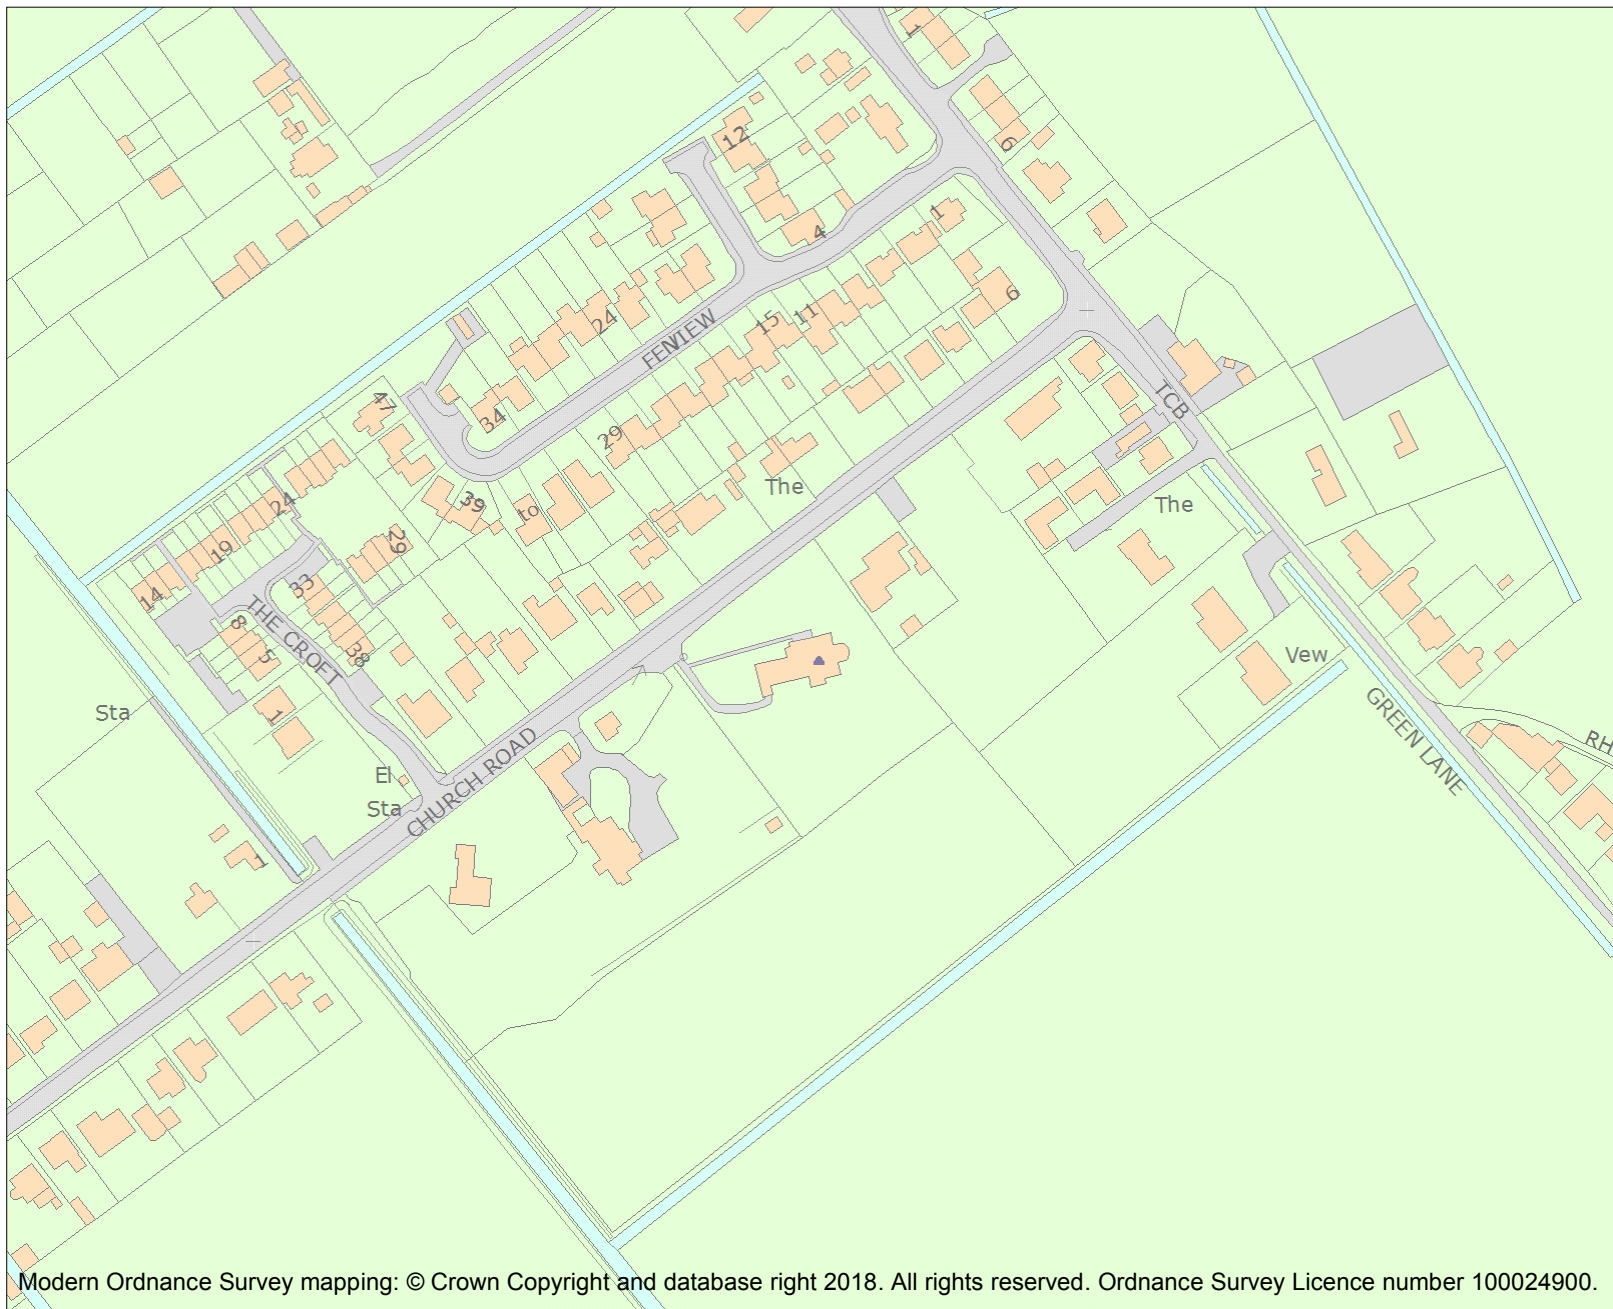 1
6
12
4
1
6
24
FENVIEW
15
11
TCB
47
34
29
The
The
39
to
24
19
29
14
33
8
THE CROFT
5
38
1
Sta
Vew
GREEN LANE
RH
El
Sta
CHURCH ROAD
1
Modern Ordnance Survey mapping: © Crown Copyright and database right 2018. All rights reserved. Ordnance Survey Licence number 100024900.